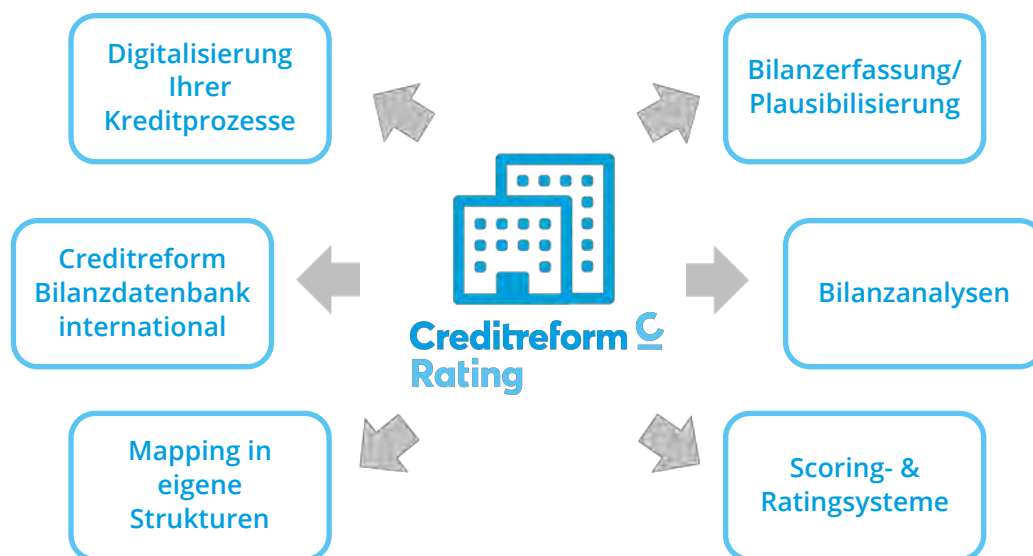 Digitalisierung
Ihrer
Kreditprozesse
Bilanzerfassung/
Plausibilisierung
Creditreform
Bilanzdatenbank
international
Creditreform C
Rating
Bilanzanalysen
Mapping in
eigene
Strukturen
Scoring- &
Ratingsysteme